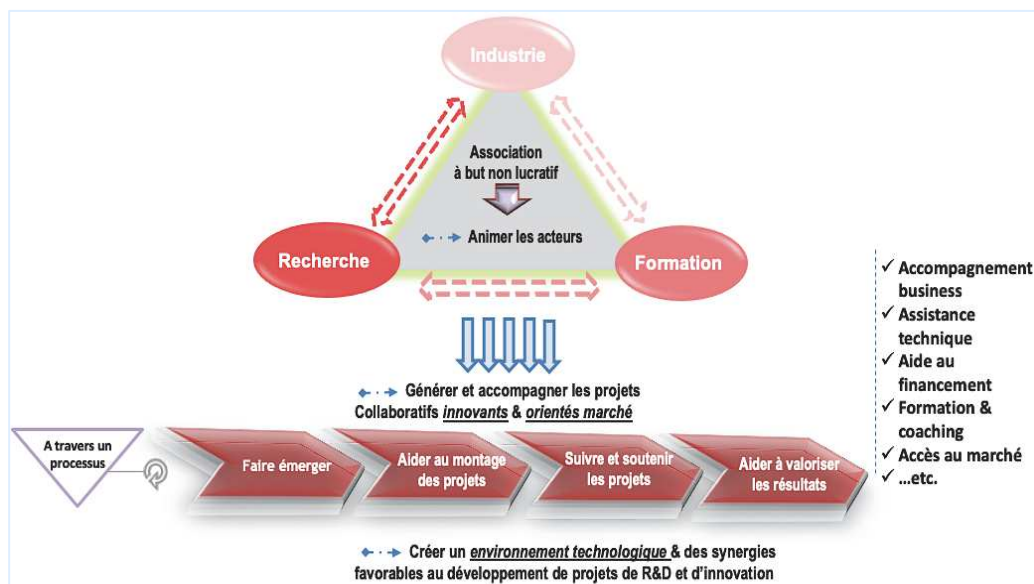 Industrie
Association
à but non lucratif
Animer les acteurs
Recherche
Formation
Générer et accompagner les projets
Collaboratifs innovants & orientés marché
A travers un
processus
Faire émerger
Aider au montage
des projets
Suivre et soutenir
les projets
Aider à valoriser
les résultats
Créer un environnement technologique & des synergies
favorables au développement de projets de R&D et d'innovation
✓ Accompagnement
business
✓ Assistance
technique
✓ Aide au
financement
✓ Formation &
coaching
✓ Accès au marché
✓ ...etc.